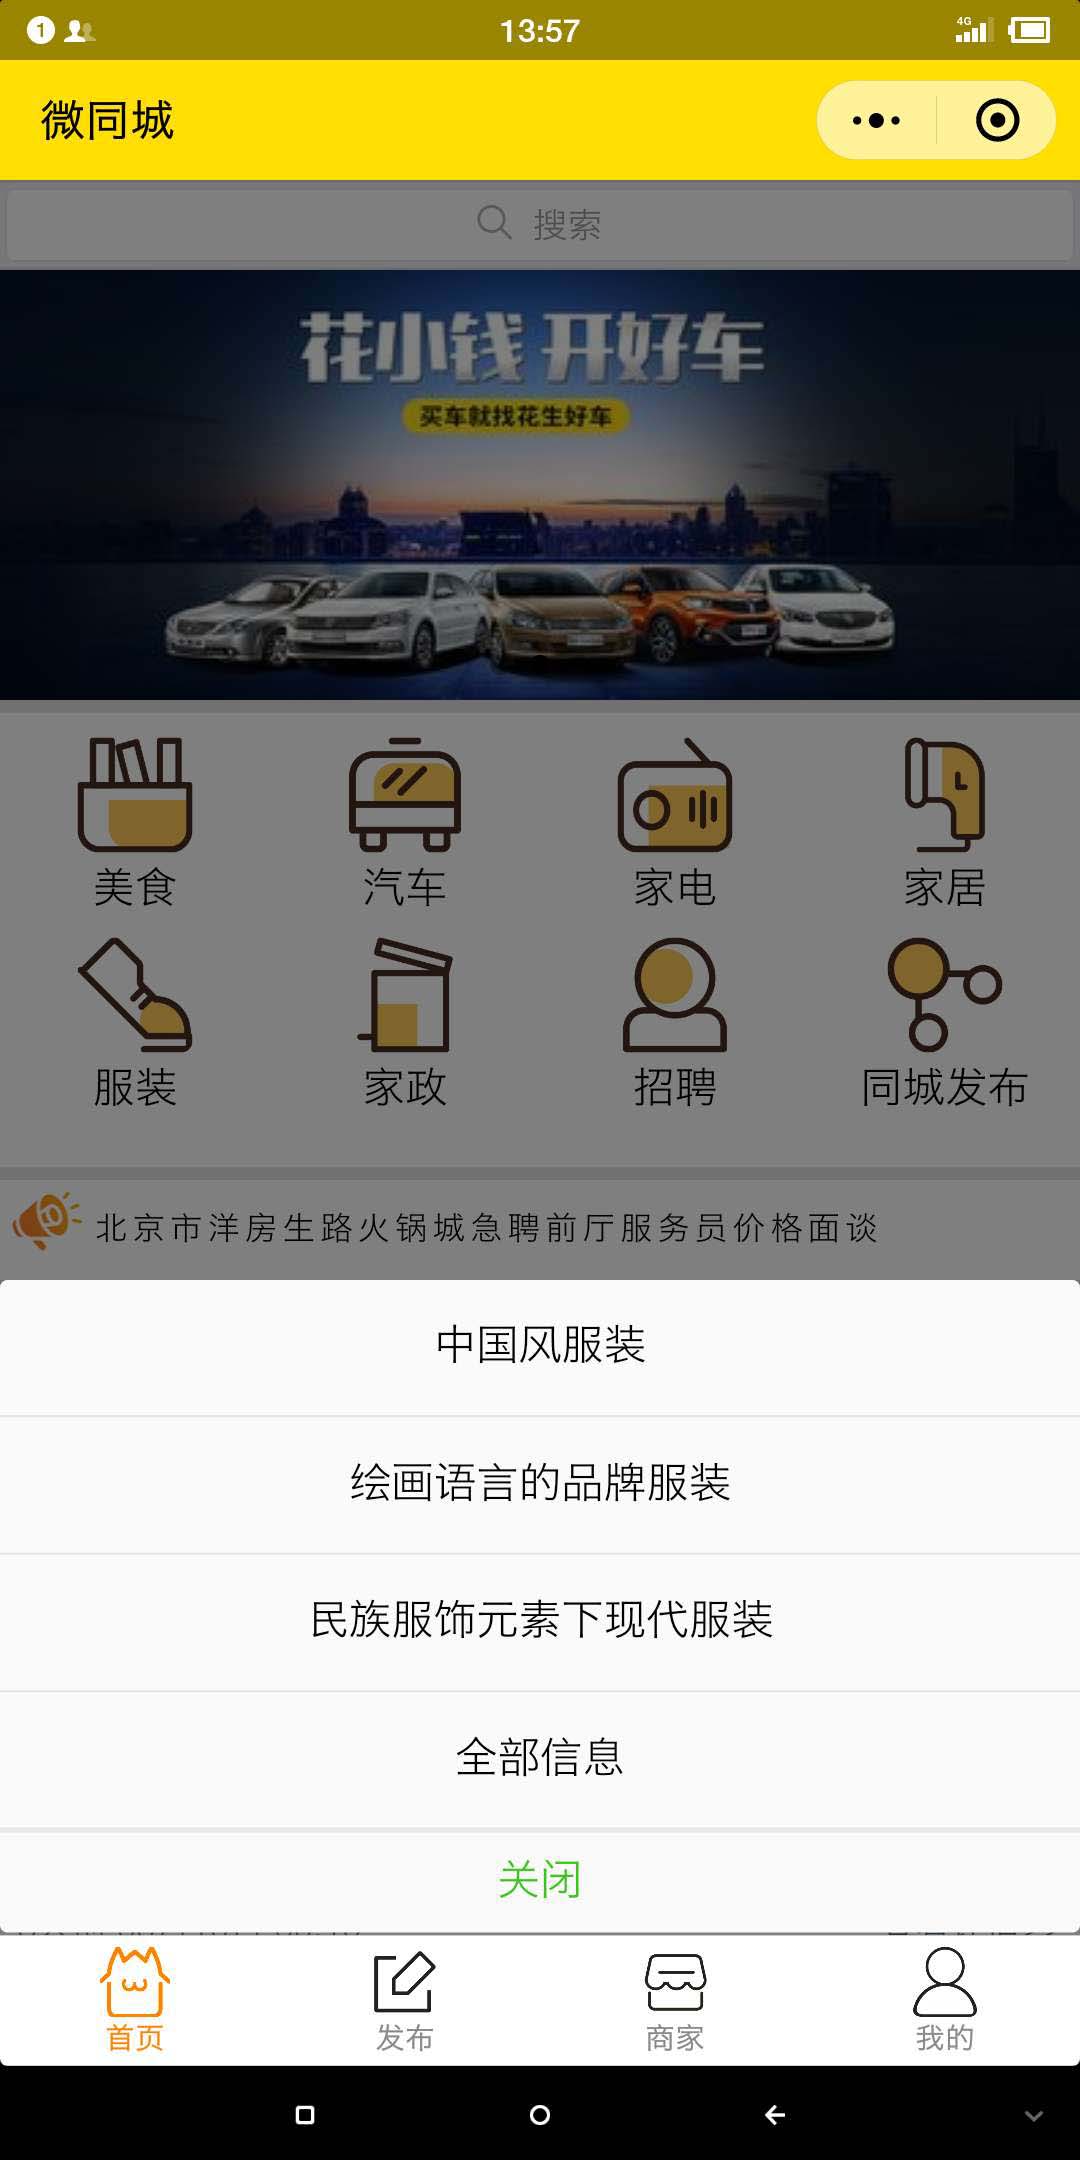 1
13:57
4G
微同城
搜索
花小钱 开好车
买车就找花生好车
美食
汽车
家电
家居
服装
家政
招聘
同城发布
北京市洋房生路火锅城急聘前厅服务员价格面谈
中国风服装
绘画语言的品牌服装
民族服饰元素下现代服装
全部信息
关闭
首页
发布
商家
我的